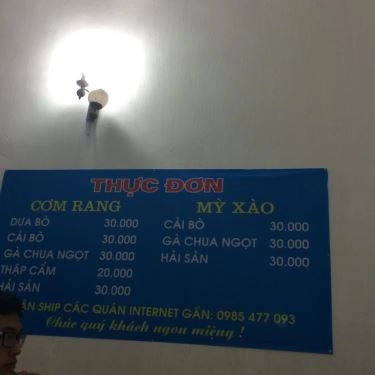 THỰC ĐƠN
CƠM RANG
DƯA BÒ 30.000
CẢI BÒ 30.000
GÀ CHUA NGỌT 30.000
THẬP CẨM 20.000
HẢI SẢN 30.000
MỲ XÀO
CẢI BÒ 30.000
GÀ CHUA NGỌT 30.000
HẢI SẢN 30.000
SHIP CÁC QUÁN INTERNET GẦN: 0985 477 093
Chúc quý khách ngon miệng !